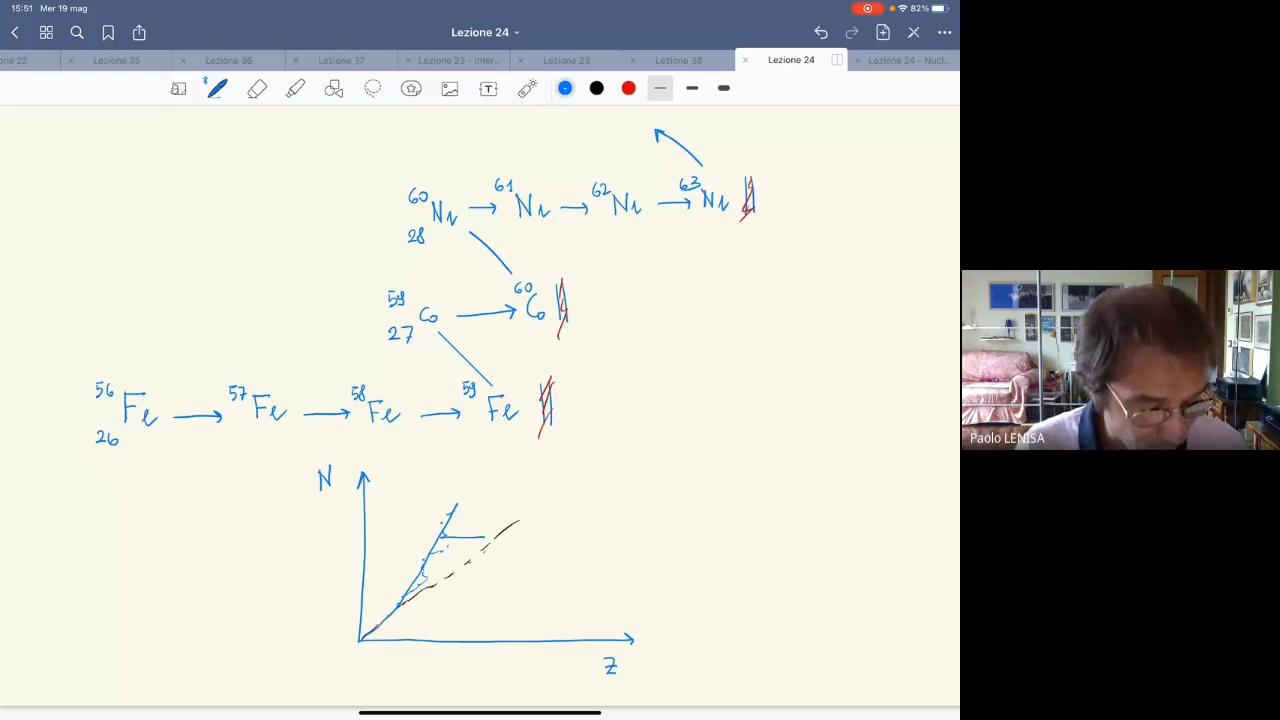 15:51 Mer 19 mag
82%
Lezione 24
ne 22
Lezione 35
Lezione 36
Lezione 37
Lezione 23 - Inter...
Lezione 23
Lezione 38
Lezione 24
Lezione 24 - Nucl...
60 Ni 28 → 61 Ni → 62 Ni → 63 Ni
59 Co 27 → 60 Co
56 Fe 26 → 57 Fe → 58 Fe → 59 Fe
N
Z
Paolo LENISA